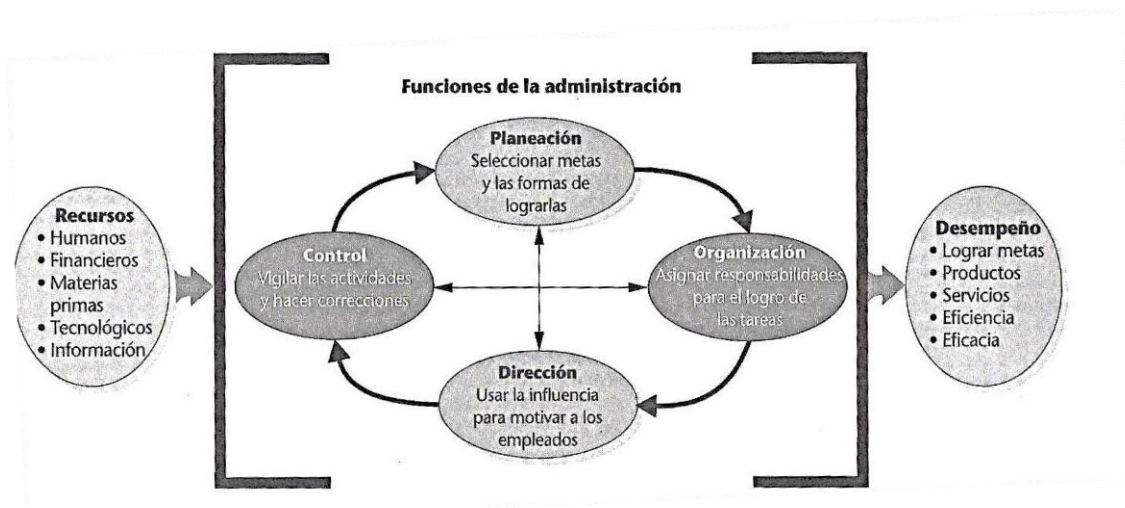 Funciones de la administración
Recursos
• Humanos
• Financieros
• Materias
primas
• Tecnológicos
• Información
Planeación
Seleccionar metas
y las formas de
lograrlas
Control
Vigilar las actividades
y hacer correcciones
Organización
Asignar responsabilidades
para el logro de
las tareas
Dirección
Usar la influencia
para motivar a los
empleados
Desempeño
• Lograr metas
• Productos
• Servicios
• Eficiencia
• Eficacia